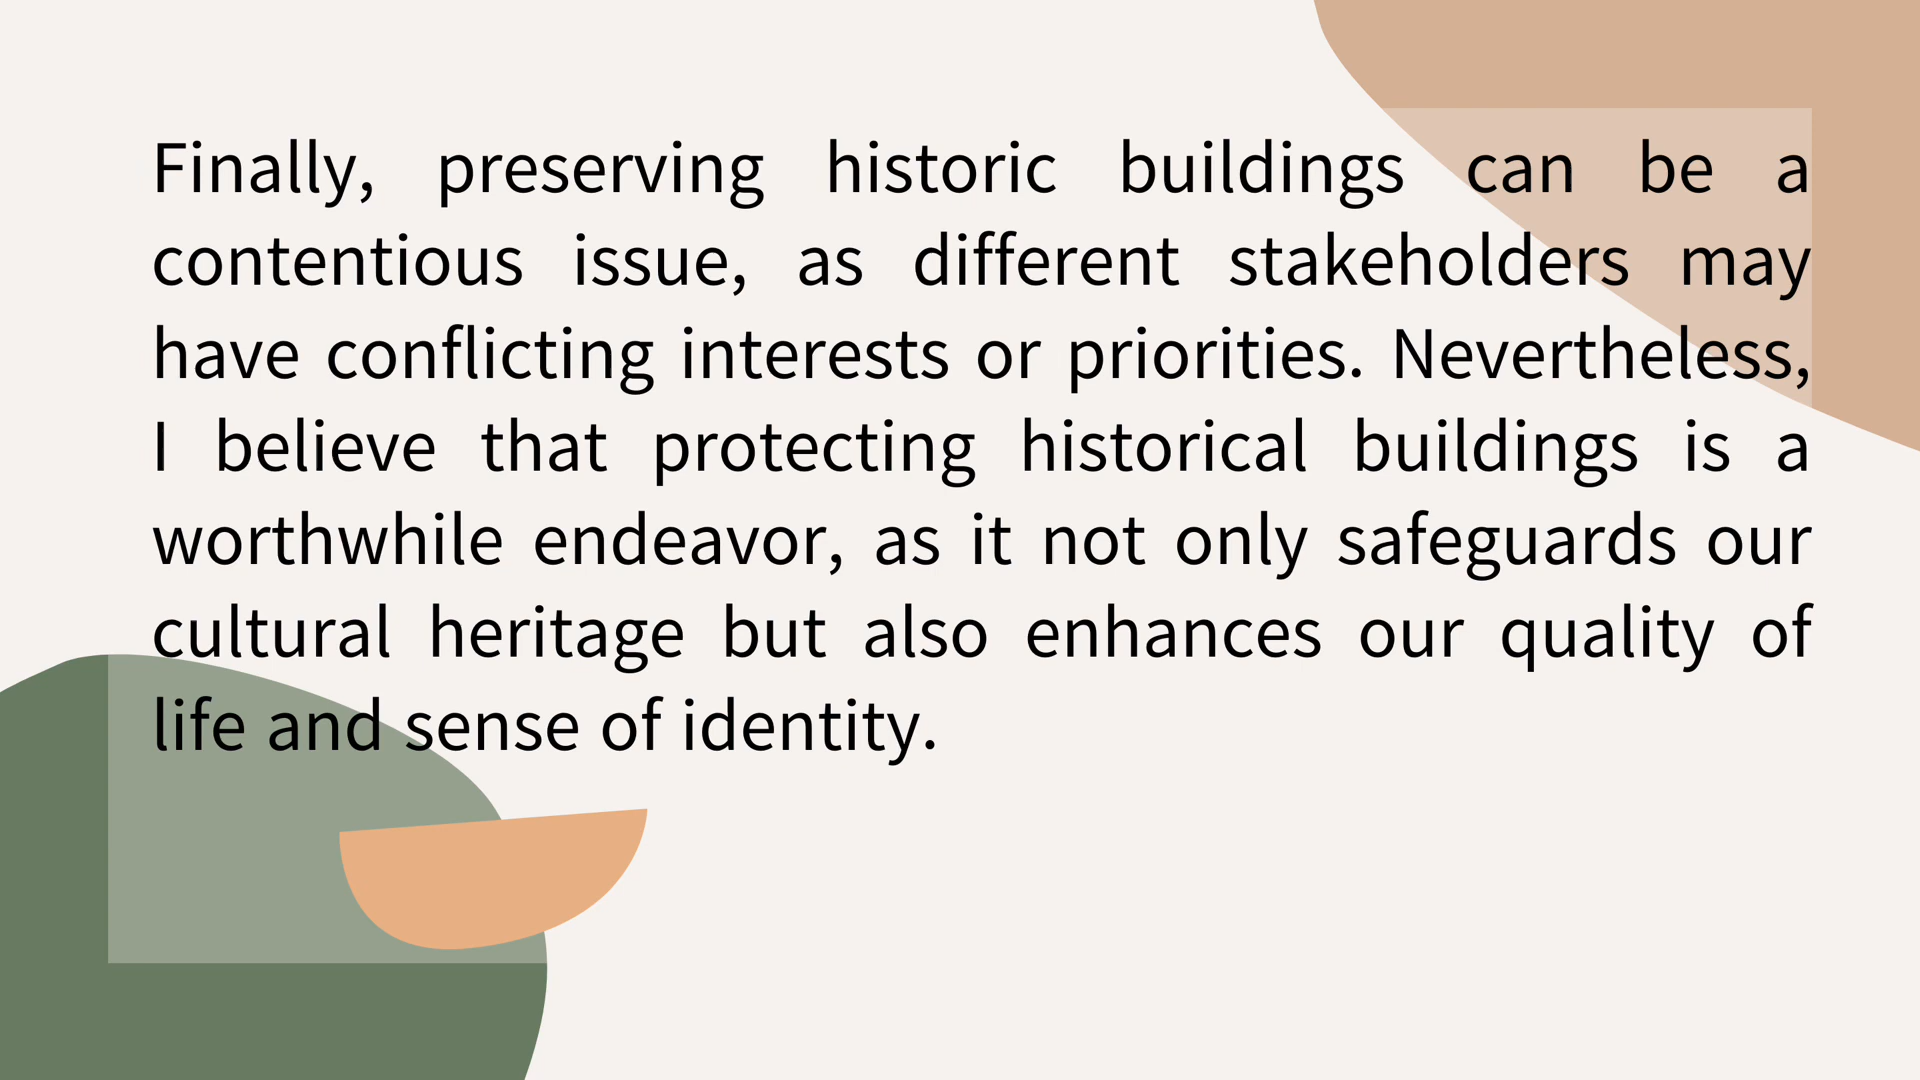 Finally, preserving historic buildings can be a
contentious issue, as different stakeholders may
have conflicting interests or priorities. Nevertheless,
I believe that protecting historical buildings is a
worthwhile endeavor, as it not only safeguards our
cultural heritage but also enhances our quality of
life and sense of identity.